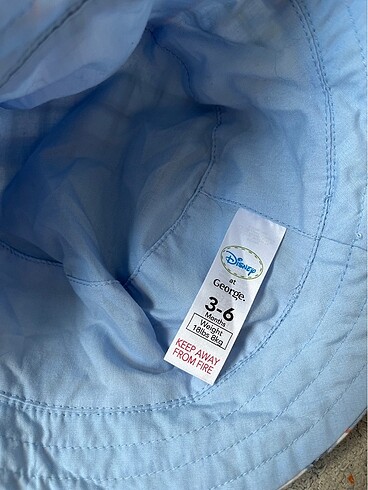 Disney
at
George.
3-6
Months
Weight
18lbs 8kg
KEEP AWAY
FROM FIRE